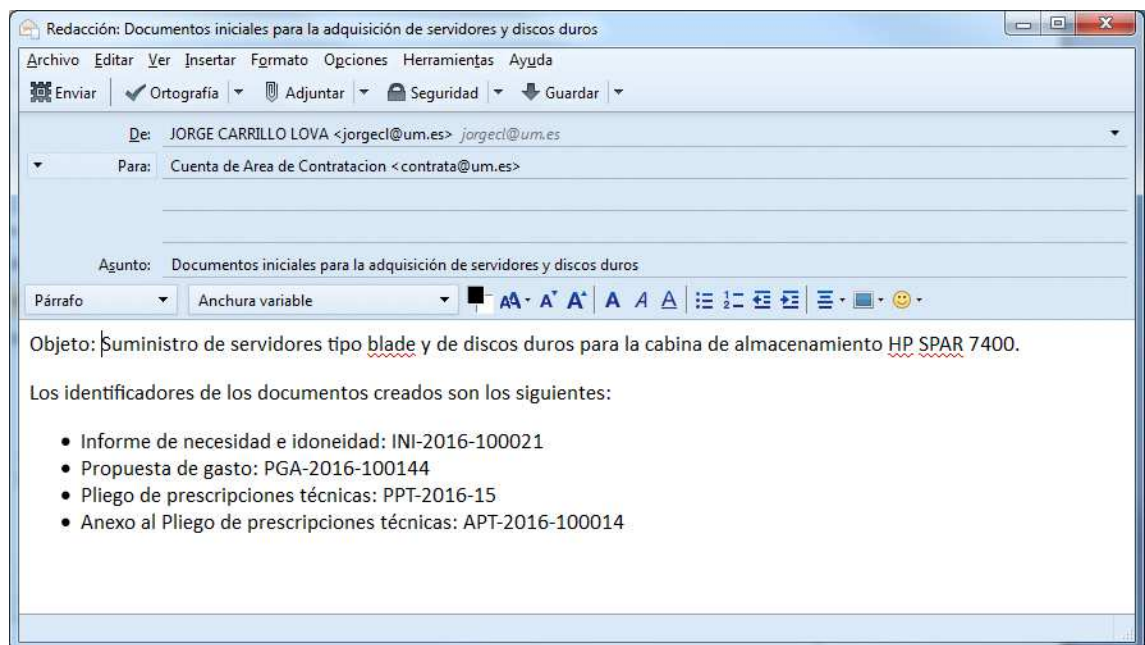 Redacción: Documentos iniciales para la adquisición de servidores y discos duros
Archivo Editar Ver Insertar Formato Opciones Herramientas Ayuda
Enviar Ortografía Adjuntar Seguridad Guardar
De: JORGE CARRILLO LOVA <jorgecl@um.es> jorgecl@um.es
Para: Cuenta de Area de Contratacion <contrata@um.es>
Asunto: Documentos iniciales para la adquisición de servidores y discos duros
Párrafo Anchura variable
Objeto: Suministro de servidores tipo blade y de discos duros para la cabina de almacenamiento HP SPAR 7400.
Los identificadores de los documentos creados son los siguientes:
• Informe de necesidad e idoneidad: INI-2016-100021
• Propuesta de gasto: PGA-2016-100144
• Pliego de prescripciones técnicas: PPT-2016-15
• Anexo al Pliego de prescripciones técnicas: APT-2016-100014